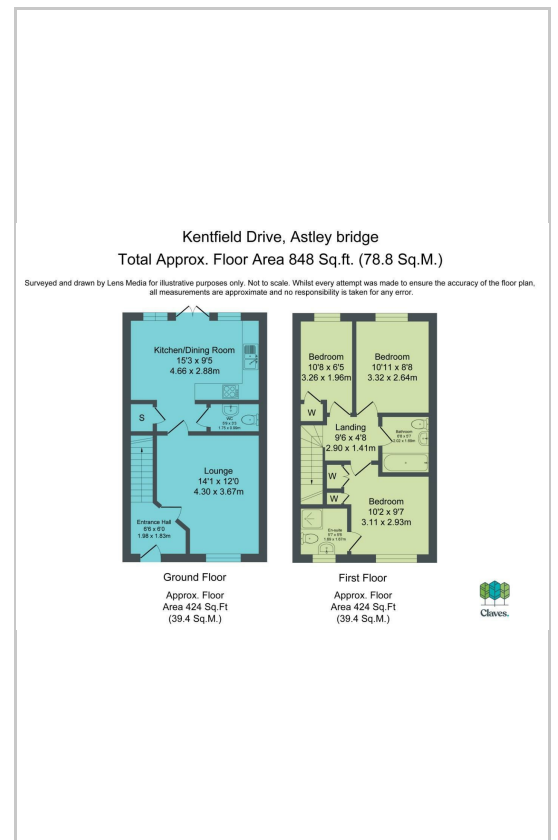 Kentfield Drive, Astley bridge
Total Approx. Floor Area 848 Sq.ft. (78.8 Sq.M.)
Surveyed and drawn by Lens Media for illustrative purposes only. Not to scale. Whilst every attempt was made to ensure the accuracy of the floor plan,
all measurements are approximate and no responsibility is taken for any error.
Kitchen/Dining Room
15'3 x 9'5
4.66 x 2.88m
S
WC
Lounge
14'1 x 12'0
4.30 x 3.67m
Entrance Hall
6'6 x 6'0
1.98 x 1.83m
Ground Floor
Approx. Floor
Area 424 Sq.Ft
(39.4 Sq.M.)
Bedroom
10'8 x 6'5
3.26 x 1.96m
Bedroom
10'11 x 8'8
3.32 x 2.64m
W
Landing
9'6 x 4'8
2.90 x 1.41m
Bathroom
W
W
Bedroom
10'2 x 9'7
3.11 x 2.93m
En-suite
First Floor
Approx. Floor
Area 424 Sq.Ft
(39.4 Sq.M.)
Claves.